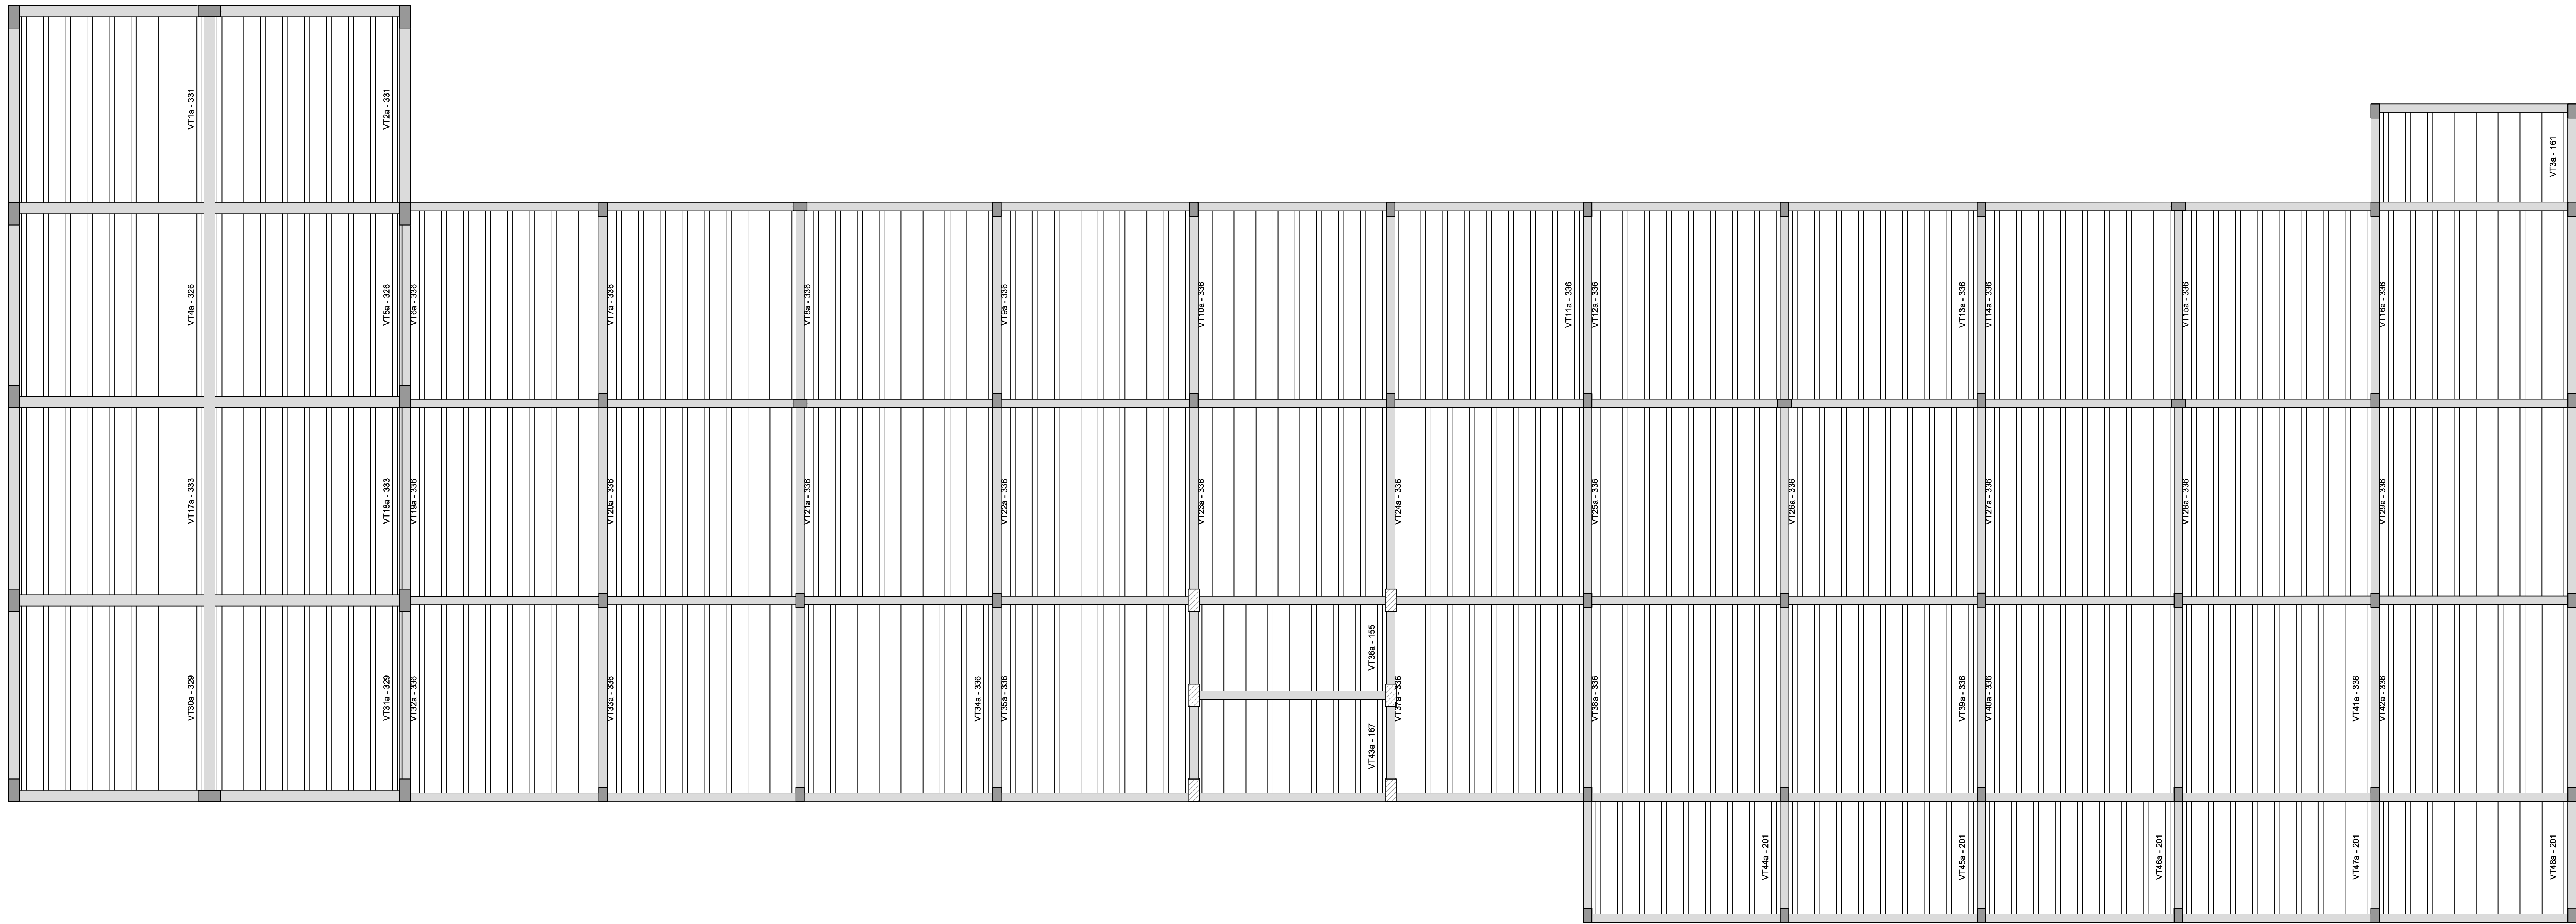 VT1a - 331
VT2a - 331
VT3a - 161
VT4a - 326
VT5a - 326
VT6a - 336
VT7a - 336
VT8a - 336
VT9a - 336
VT10a - 336
VT11a - 336
VT12a - 336
VT13a - 336
VT14a - 336
VT15a - 336
VT16a - 336
VT17a - 333
VT18a - 333
VT19a - 336
VT20a - 336
VT21a - 336
VT22a - 336
VT23a - 336
VT24a - 336
VT25a - 336
VT26a - 336
VT27a - 336
VT28a - 336
VT29a - 336
VT30a - 329
VT31a - 329
VT32a - 336
VT33a - 336
VT34a - 336
VT35a - 336
VT36a - 155
VT37a - 336
VT38a - 336
VT39a - 336
VT40a - 336
VT41a - 336
VT42a - 336
VT43a - 167
VT44a - 201
VT45a - 201
VT46a - 201
VT47a - 201
VT48a - 201